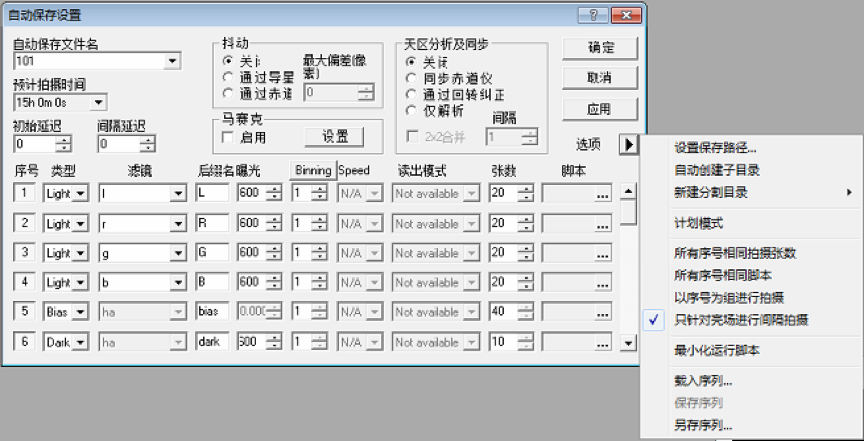 自动保存设置
自动保存文件名
101
预计拍摄时间
15h 0m 0s
初始延迟 间隔延迟
0 0
抖动
关闭
通过导星
通过赤道
最大偏差(像素)
0
马赛克
启用 设置
天区分析及同步
关闭
同步赤道仪
通过回转纠正
仅解析
间隔
2x2合并 1
确定
取消
应用
选项
序号 类型 滤镜 后缀名 曝光 Binning Speed 读出模式 张数 脚本
1 Light l L 600 1 N/A Not available 20 ...
2 Light r R 600 1 N/A Not available 20 ...
3 Light g G 600 1 N/A Not available 20 ...
4 Light b B 600 1 N/A Not available 20 ...
5 Bias ha bias 0.000 1 N/A Not available 40 ...
6 Dark ha dark 600 1 N/A Not available 10 ...
设置保存路径...
自动创建子目录
新建分割目录
计划模式
所有序号相同拍摄张数
所有序号相同脚本
以序号为组进行拍摄
只针对亮场进行间隔拍摄
最小化运行脚本
载入序列...
保存序列
另存序列...